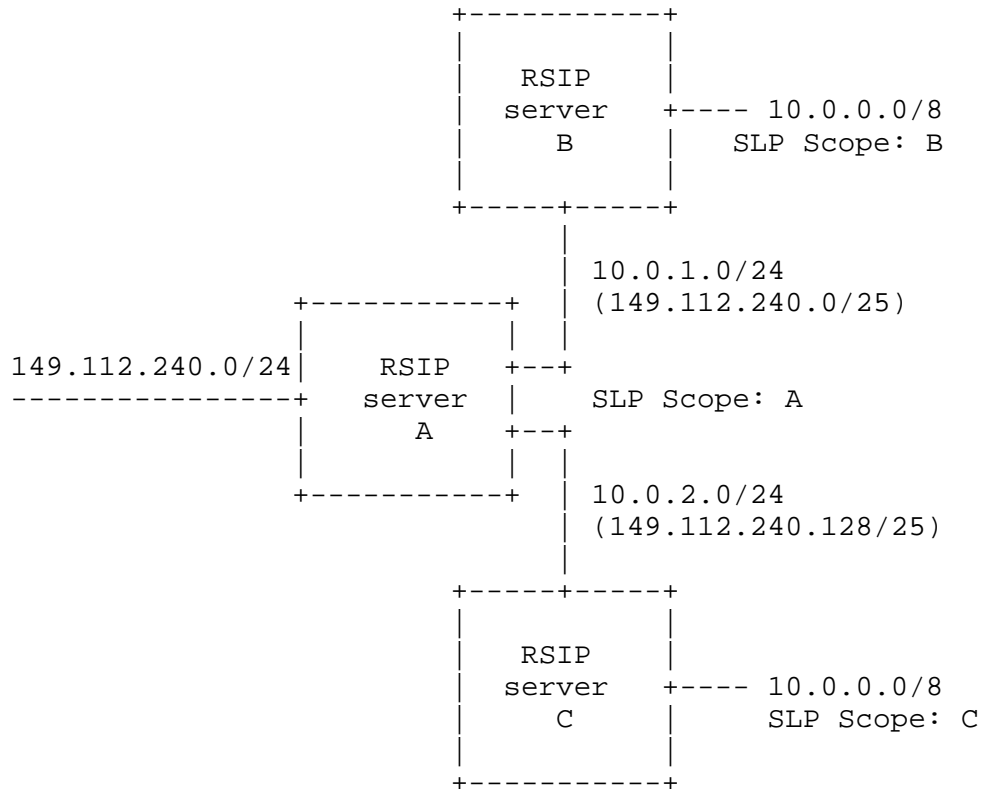 RSIP
server
B
10.0.0.0/8
SLP Scope: B
10.0.1.0/24
(149.112.240.0/25)
149.112.240.0/24
RSIP
server
A
SLP Scope: A
10.0.2.0/24
(149.112.240.128/25)
RSIP
server
C
10.0.0.0/8
SLP Scope: C